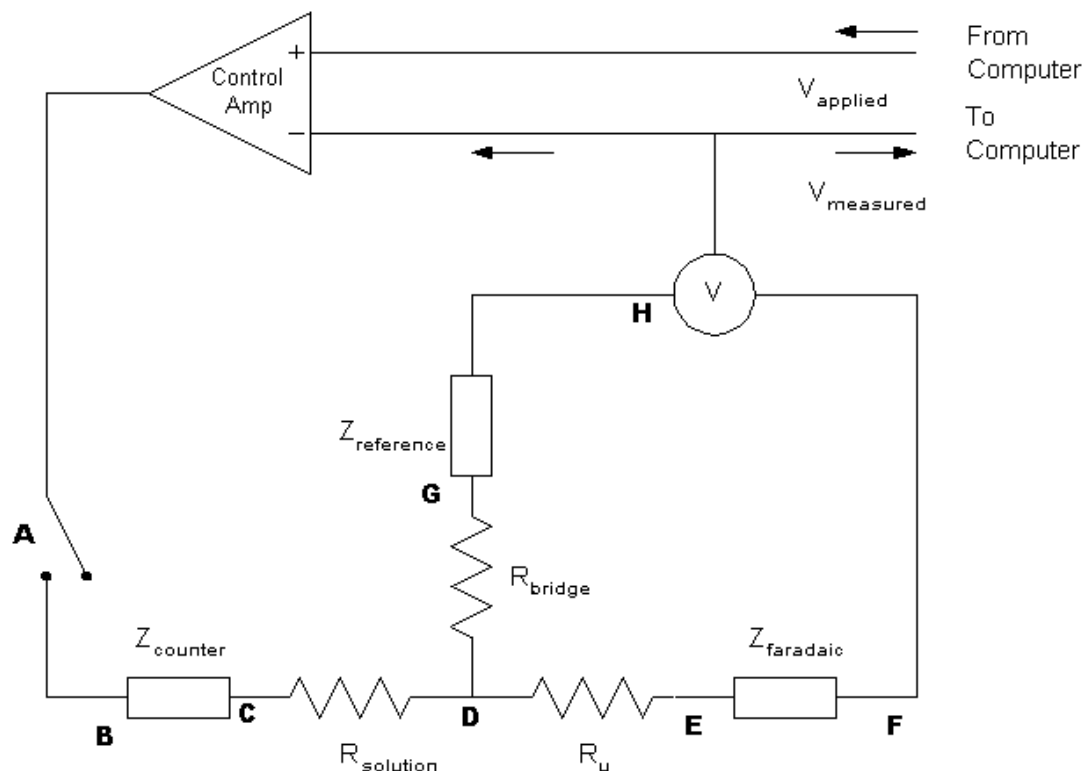 From
Computer
+
Control
Amp
V applied
To
Computer
−
V measured
V
H
Z reference
G
A
R bridge
Z counter
Z faradaic
B
C
D
E
F
R solution
R u